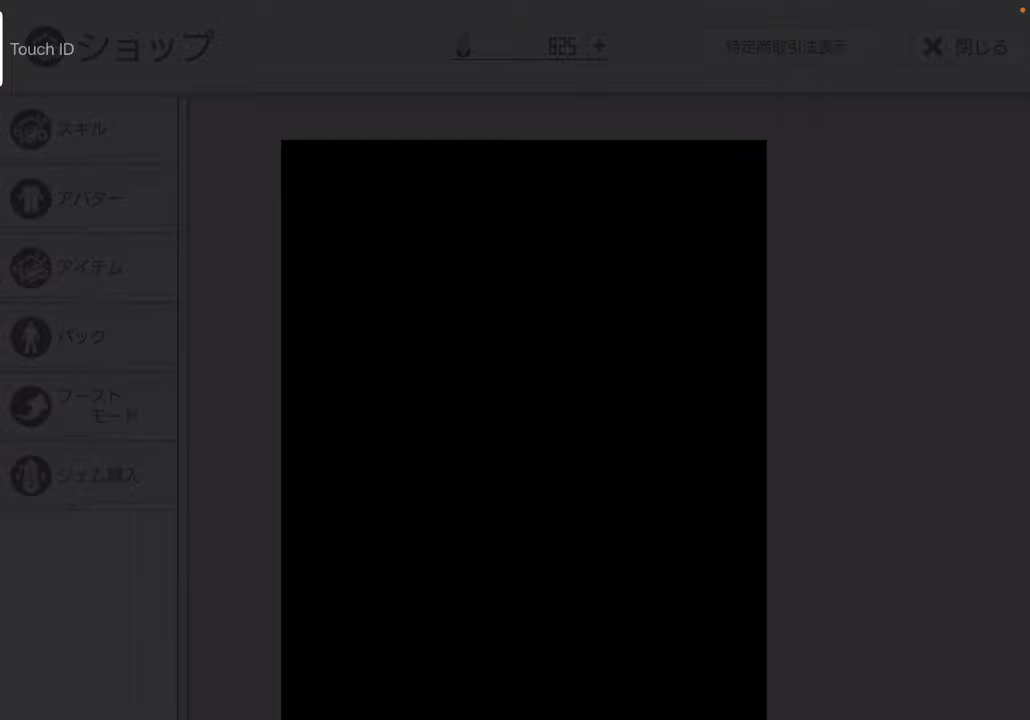 Touch ID
ショップ
825 +
特定商取引法表示
閉じる
スキル
アバター
アイテム
パック
ブースト
モード
ジェム購入